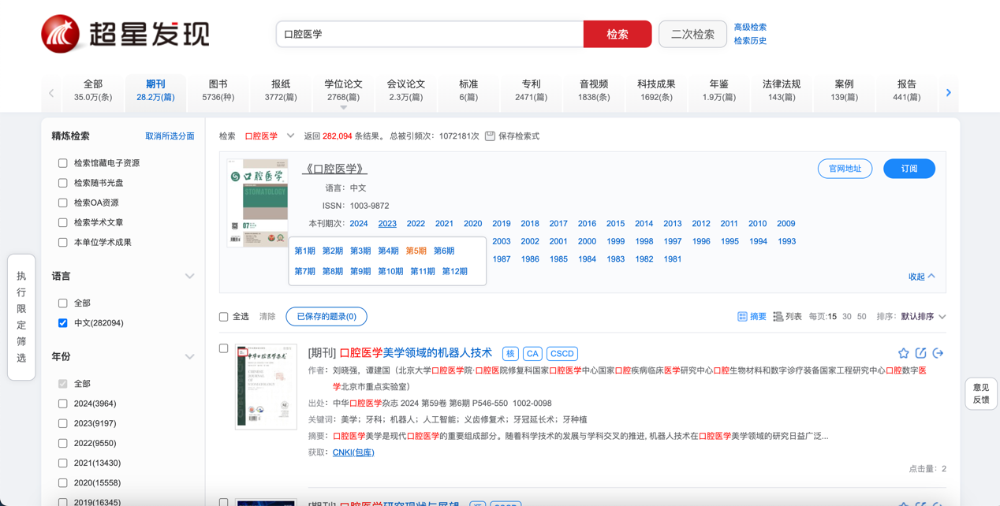 超星发现
口腔医学
检索
二次检索
高级检索
检索历史
全部 期刊 图书 报纸 学位论文 会议论文 标准 专利 音视频 科技成果 年鉴 法律法规 案例 报告
35.0万(条) 28.2万(篇) 5736(种) 3772(篇) 2768(篇) 2.3万(篇) 6(篇) 2471(篇) 1838(条) 1692(条) 1.9万(篇) 143(篇) 139(篇) 441(篇)
执行限定筛选
精炼检索 取消所选分面
检索馆藏电子资源
检索随书光盘
检索OA资源
检索学术文章
本单位学术成果
语言
全部
中文(282094)
年份
全部
2024(3964)
2023(9197)
2022(9550)
2021(13430)
2020(15558)
2019(16345)
检索 口腔医学 返回 282,094 条结果。 总被引频次：1072181次 保存检索式
口腔医学
STOMATOLOGY
07
《口腔医学》
官网地址 订阅
语言：中文
ISSN：1003-9872
本刊期次： 2024 2023 2022 2021 2020 2019 2018 2017 2016 2015 2014 2013 2012 2011 2010 2009
2003 2002 2001 2000 1999 1998 1997 1996 1995 1994 1993
1987 1986 1985 1984 1983 1982 1981
第1期 第2期 第3期 第4期 第5期 第6期
第7期 第8期 第9期 第10期 第11期 第12期
收起
全选 清除 已保存的题录(0) 摘要 列表 每页:15 30 50 排序： 默认排序
[期刊] 口腔医学美学领域的机器人技术 核 CA CSCD
作者：刘晓强，谭建国（北京大学口腔医学院·口腔医院修复科国家口腔医学中心国家口腔疾病临床医学研究中心口腔生物材料和数字诊疗装备国家工程研究中心口腔数字医
学北京市重点实验室）
出处：中华口腔医学杂志 2024 第59卷 第6期 P546-550 1002-0098
关键词：美学；牙科；机器人；人工智能；义齿修复术；牙冠延长术；牙种植
摘要：口腔医学美学是现代口腔医学的重要组成部分。随着科学技术的发展与学科交叉的推进, 机器人技术在口腔医学美学领域的研究日益广泛...
获取：CNKI(包库)
点击量：2
[期刊] 口腔医学研究现状与展望
意见
反馈